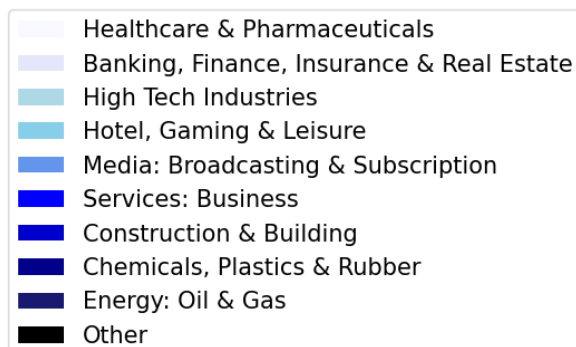 Healthcare & Pharmaceuticals
Banking, Finance, Insurance & Real Estate
High Tech Industries
Hotel, Gaming & Leisure
Media: Broadcasting & Subscription
Services: Business
Construction & Building
Chemicals, Plastics & Rubber
Energy: Oil & Gas
Other